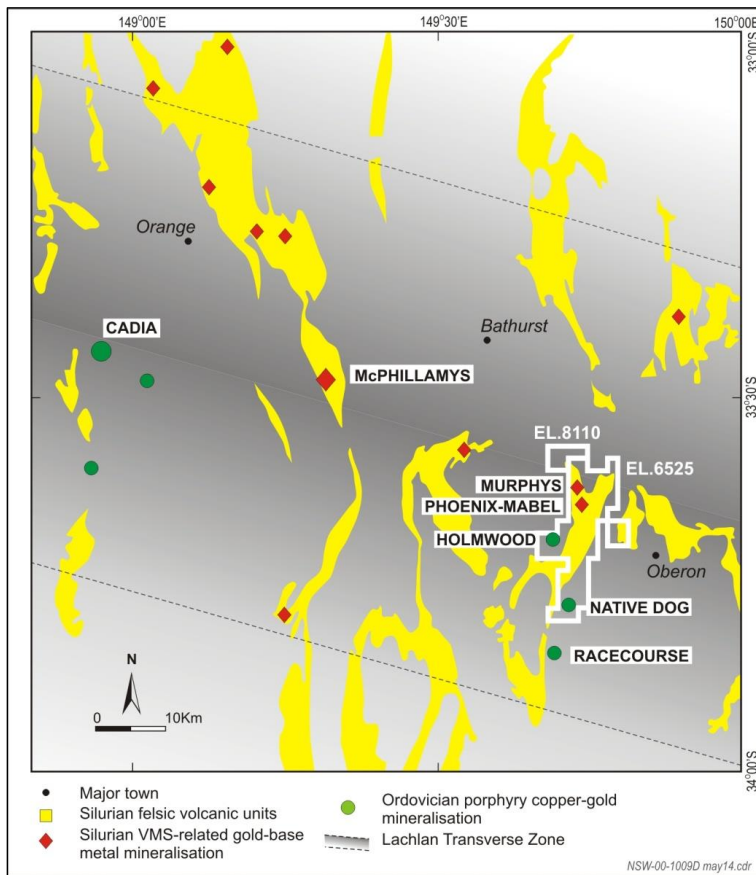 149°00'E
149°30'E
150°00'E
33°00'S
Orange
CADIA
Bathurst
McPHILLAMYS
33°30'S
EL.8110
EL.6525
MURPHYS
PHOENIX-MABEL
HOLMWOOD
Oberon
NATIVE DOG
RACECOURSE
N
0 10Km
34°00'S
Major town
Silurian felsic volcanic units
Silurian VMS-related gold-base
metal mineralisation
Ordovician porphyry copper-gold
mineralisation
Lachlan Transverse Zone
NSW-00-1009D may14.cdr